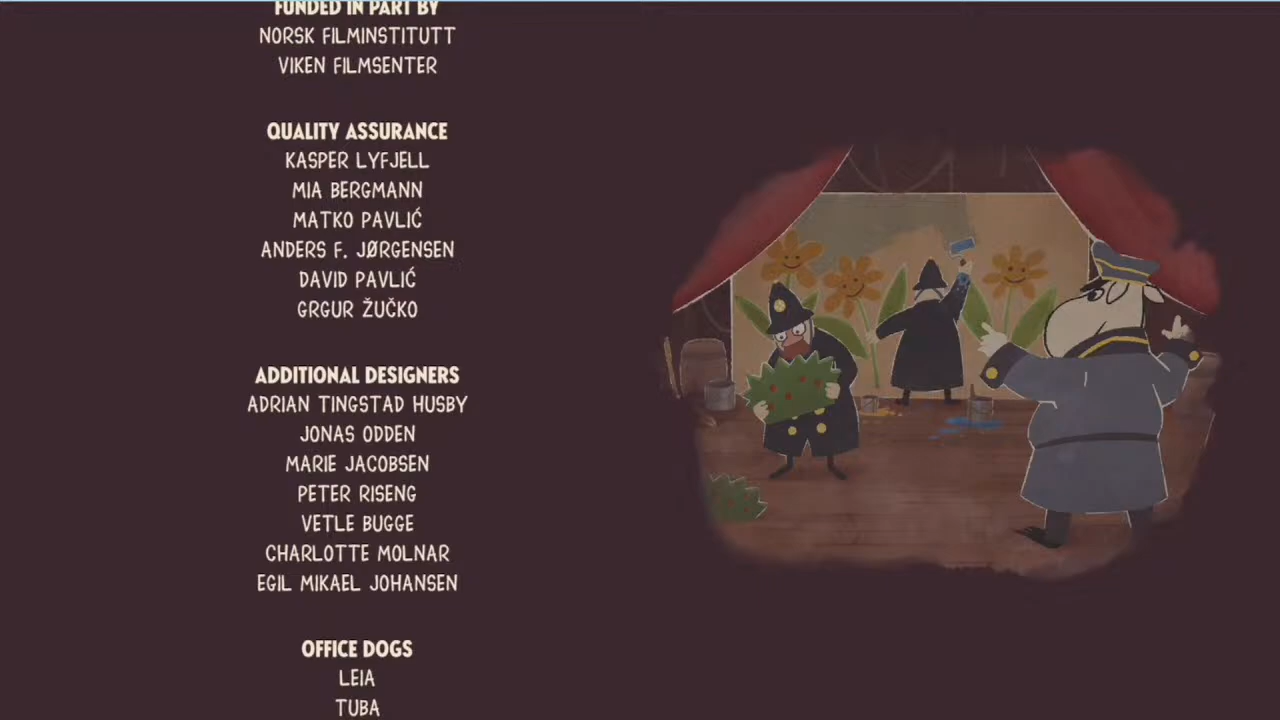 FUNDED IN PART BY
NORSK FILMINSTITUTT
VIKEN FILMSENTER
QUALITY ASSURANCE
KASPER LYFJELL
MIA BERGMANN
MATKO PAVLIĆ
ANDERS F. JØRGENSEN
DAVID PAVLIĆ
GRGUR ŽUČKO
ADDITIONAL DESIGNERS
ADRIAN TINGSTAD HUSBY
JONAS ODDEN
MARIE JACOBSEN
PETER RISENG
VETLE BUGGE
CHARLOTTE MOLNAR
EGIL MIKAEL JOHANSEN
OFFICE DOGS
LEIA
TUBA